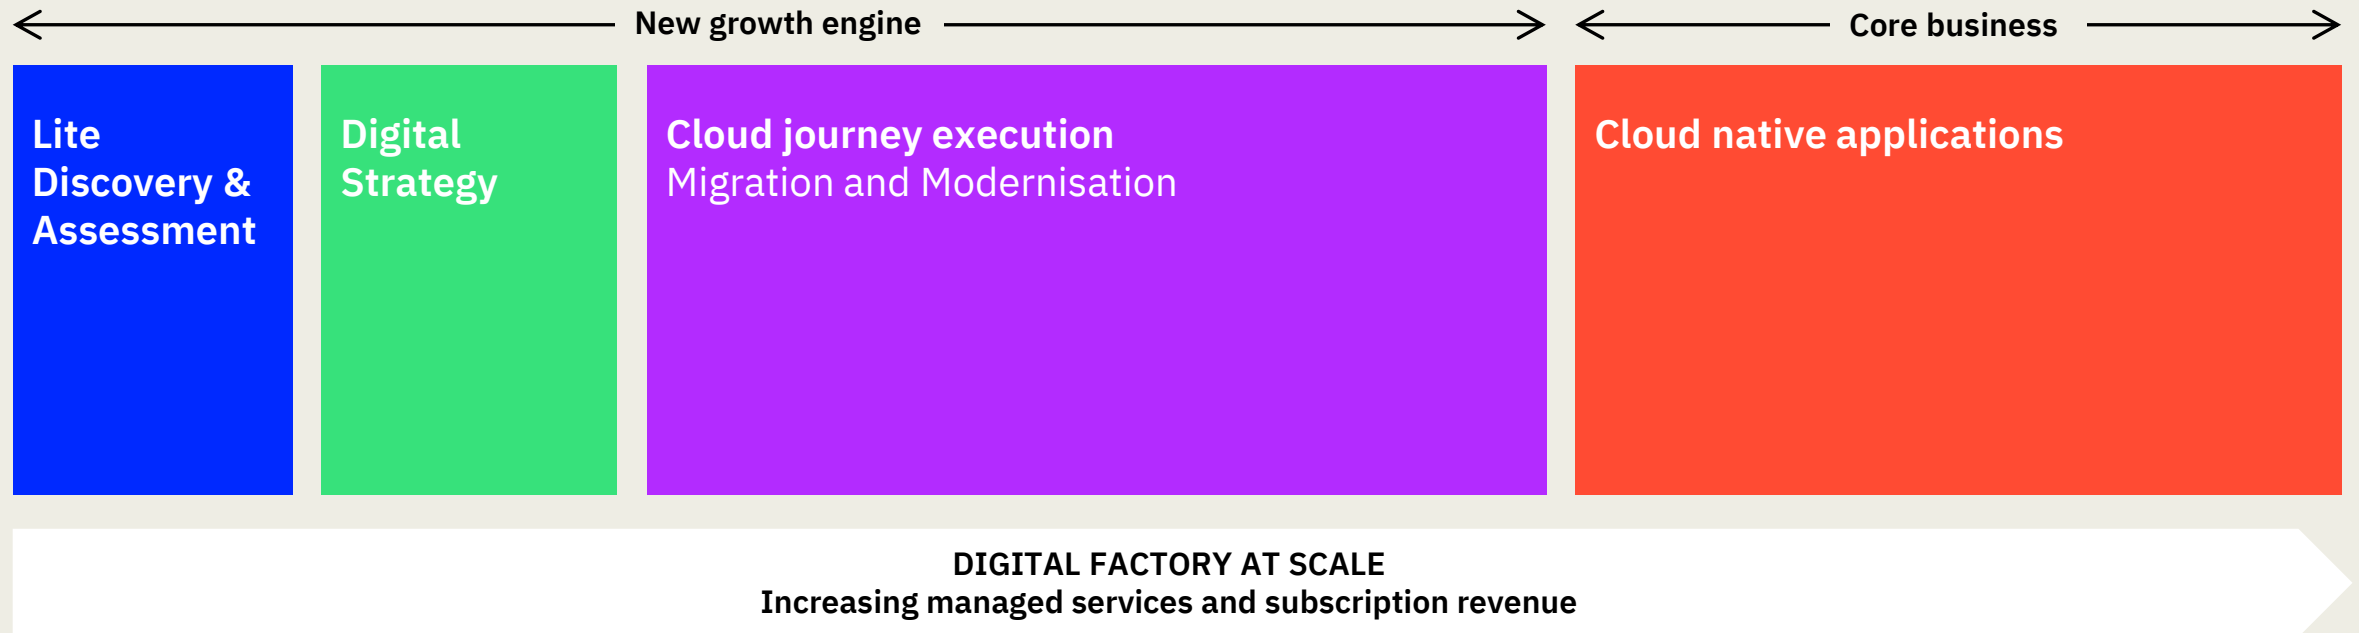 New growth engine
Core business
Lite
Discovery &
Assessment
Digital
Strategy
Cloud journey execution
Migration and Modernisation
Cloud native applications
DIGITAL FACTORY AT SCALE
Increasing managed services and subscription revenue